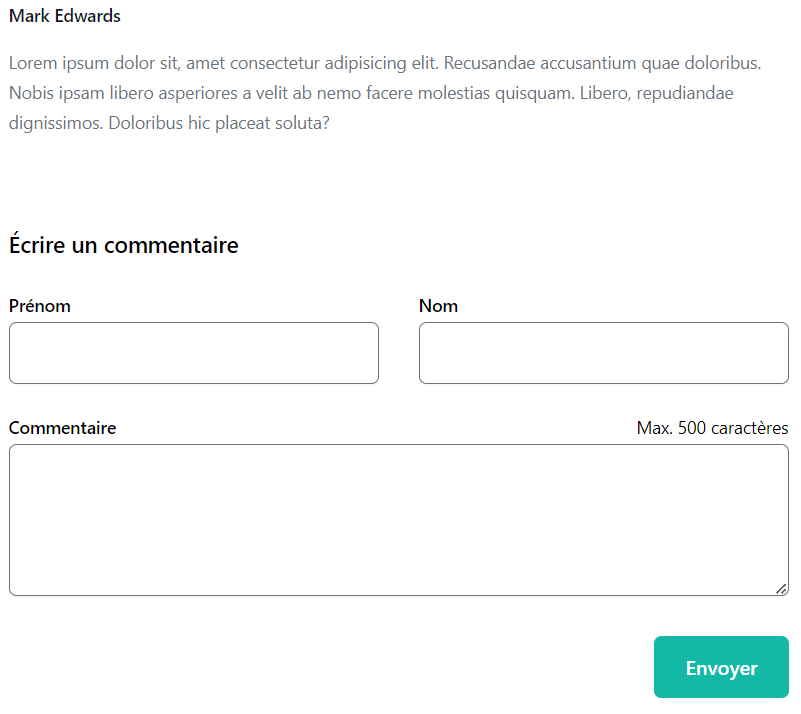 Mark Edwards
Lorem ipsum dolor sit, amet consectetur adipisicing elit. Recusandae accusantium quae doloribus.
Nobis ipsam libero asperiores a velit ab nemo facere molestias quisquam. Libero, repudiandae
dignissimos. Doloribus hic placeat soluta?
Écrire un commentaire
Prénom
Nom
Commentaire
Max. 500 caractères
Envoyer